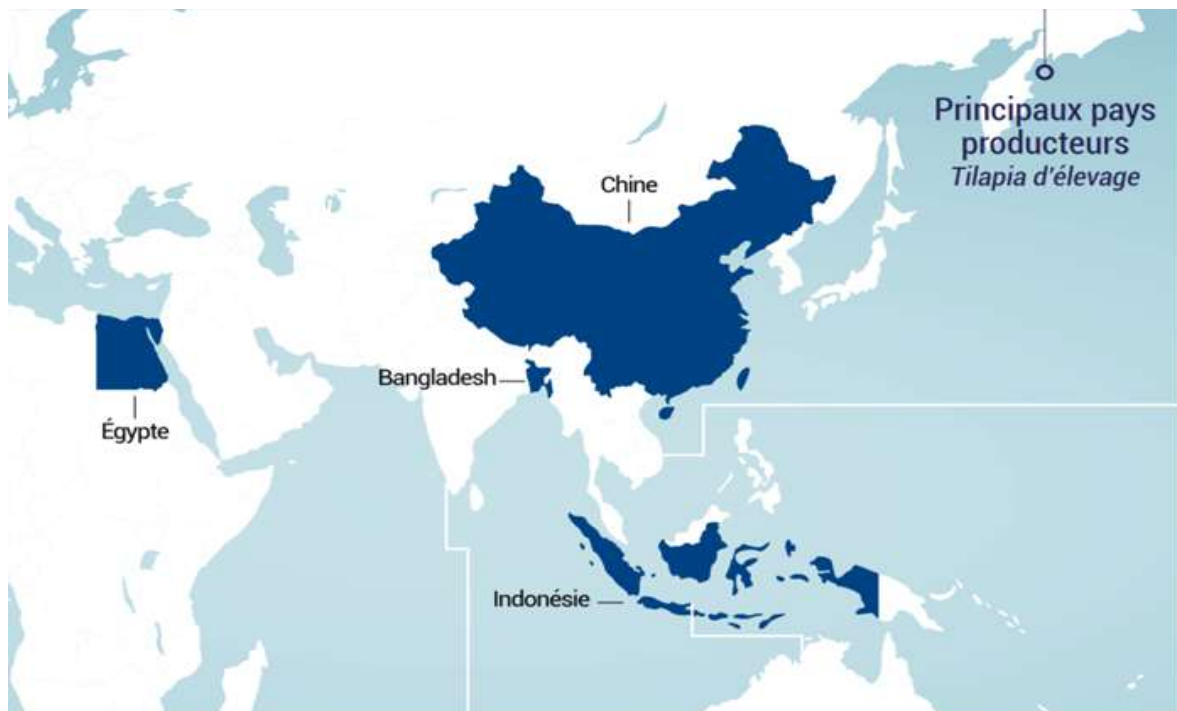 Principaux pays
producteurs
Tilapia d'élevage
Chine
Bangladesh
Égypte
Indonésie